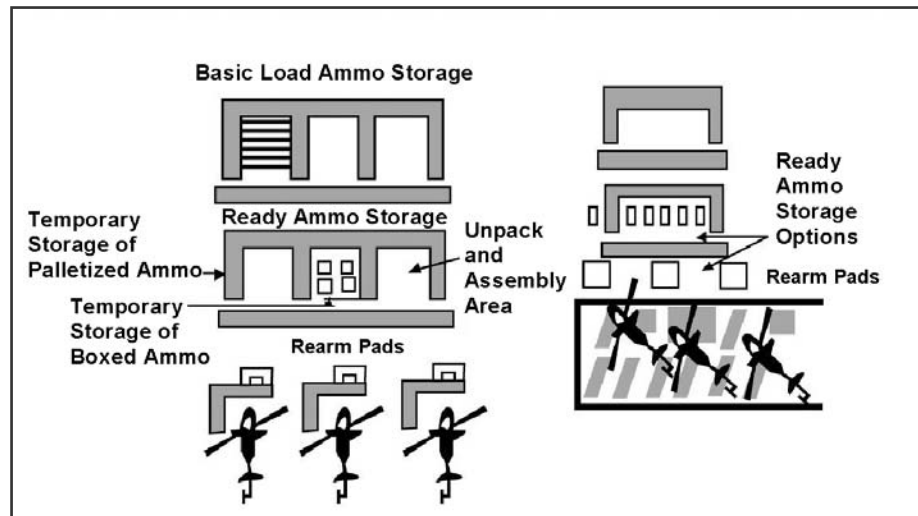 Basic Load Ammo Storage
Ready Ammo Storage
Temporary
Storage of
Palletized Ammo
Unpack
and
Assembly
Area
Temporary
Storage of
Boxed Ammo
Rearm Pads
Ready
Ammo
Storage
Options
Rearm Pads